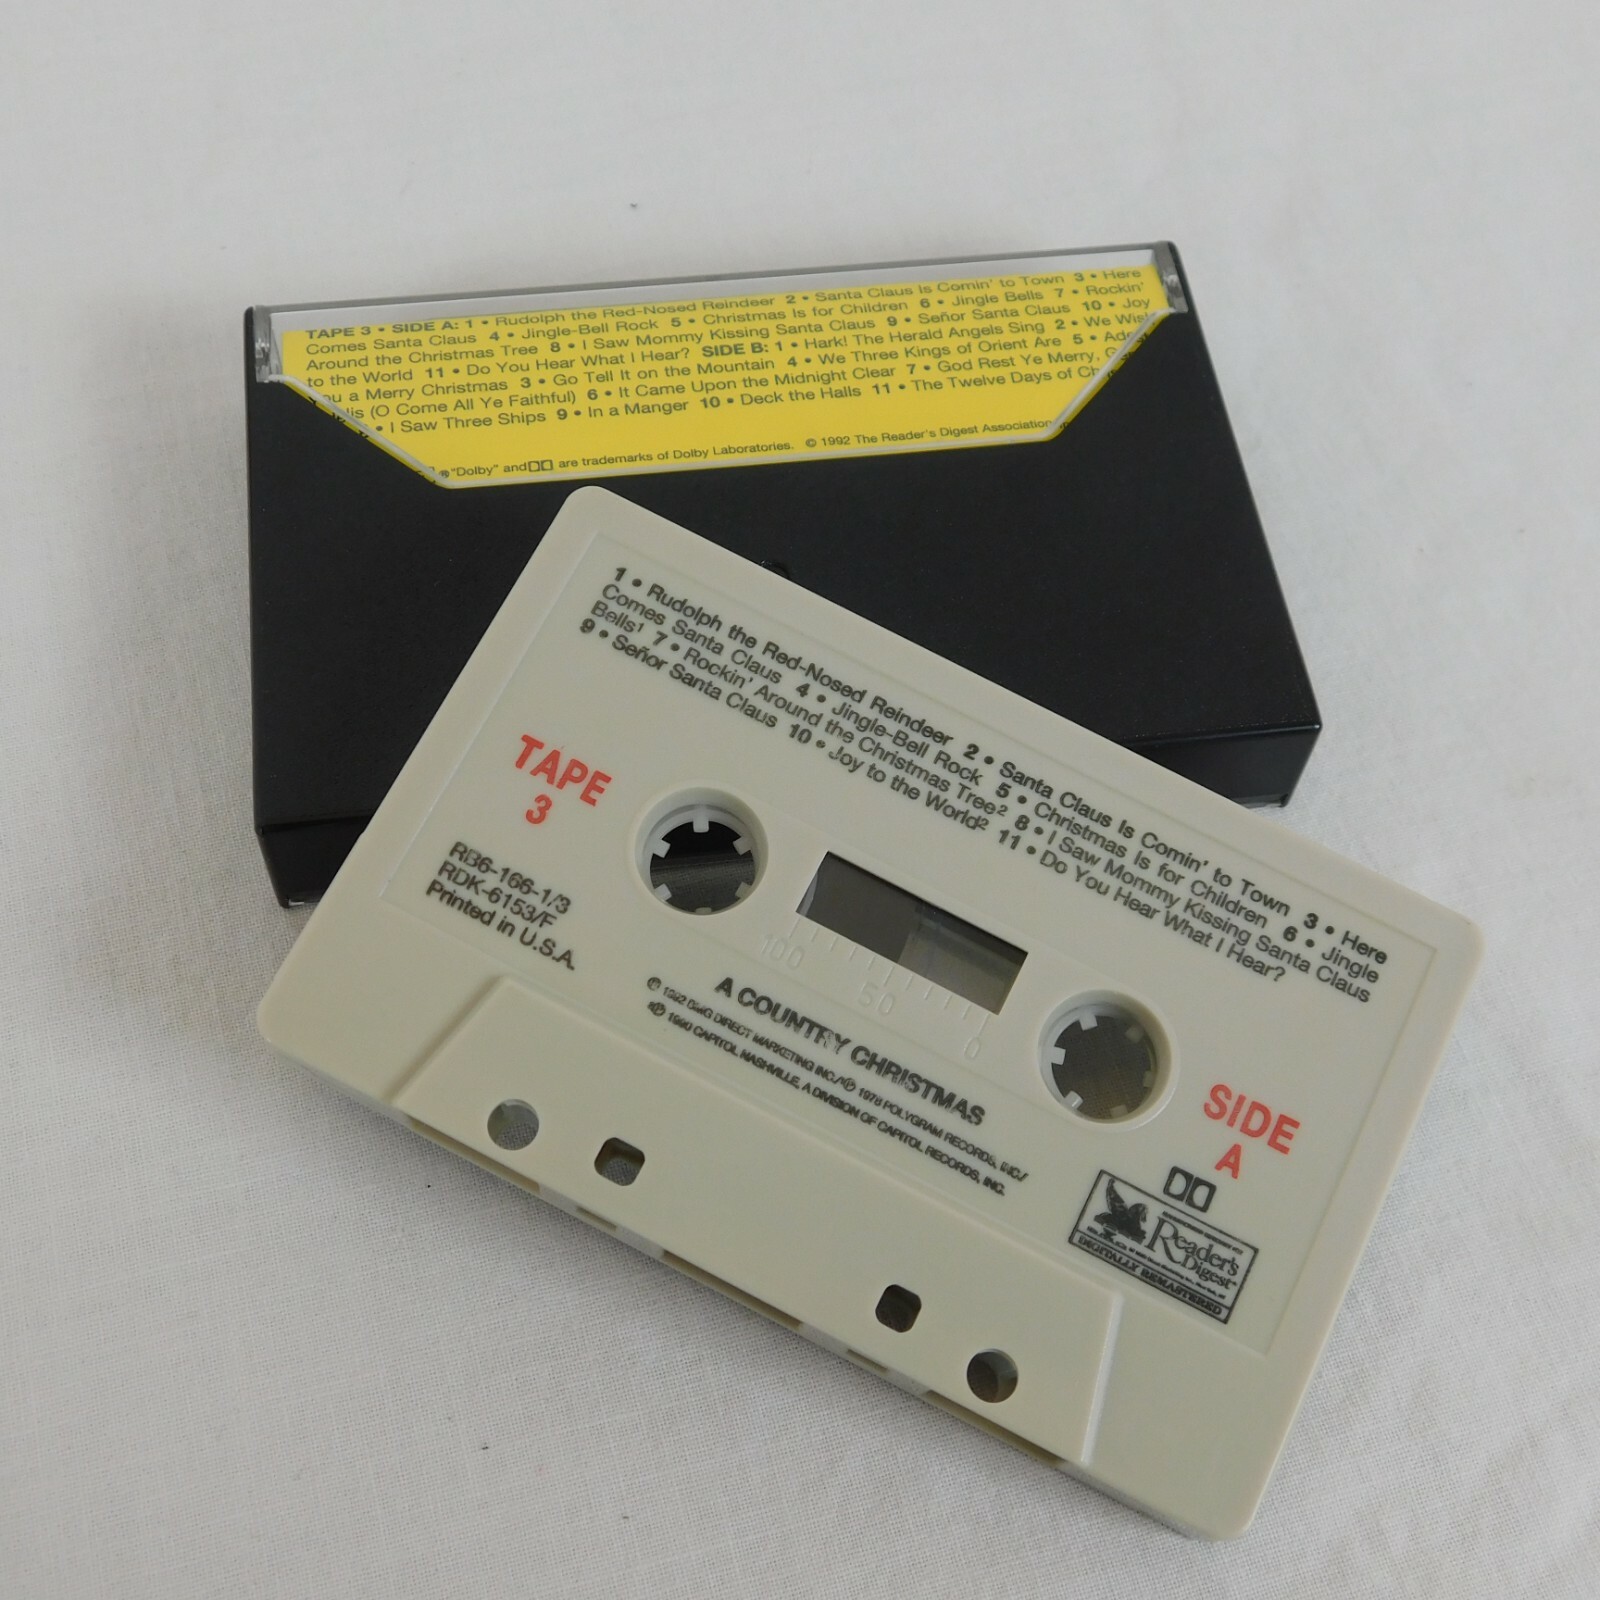 TAPE 3 • SIDE A: 1 • Rudolph the Red-Nosed Reindeer 2 • Santa Claus Is Comin' to Town 3 • Here
Comes Santa Claus 4 • Jingle-Bell Rock 5 • Christmas Is for Children 6 • Jingle Bells 7 • Rockin'
Around the Christmas Tree 8 • I Saw Mommy Kissing Santa Claus 9 • Señor Santa Claus 10 • Joy
to the World 11 • Do You Hear What I Hear? SIDE B: 1 • Hark! The Herald Angels Sing 2 • We Wish
You a Merry Christmas 3 • Go Tell It on the Mountain 4 • We Three Kings of Orient Are 5 •
(O Come All Ye Faithful) 6 • It Came Upon the Midnight Clear 7 • God Rest Ye Merry,
• I Saw Three Ships 9 • In a Manger 10 • Deck the Halls 11 • The Twelve Days of
® "Dolby" and are trademarks of Dolby Laboratories. © 1992 The Reader's Digest Association
1 • Rudolph the Red-Nosed Reindeer 2 • Santa Claus Is Comin' to Town 3 • Here
Comes Santa Claus 4 • Jingle-Bell Rock 5 • Christmas Is for Children 6 • Jingle
Bells¹ 7 • Rockin' Around the Christmas Tree² 8 • I Saw Mommy Kissing Santa Claus
9 • Señor Santa Claus 10 • Joy to the World² 11 • Do You Hear What I Hear?
TAPE
3
RB6-166-1/3
RDK-6153/F
Printed in U.S.A.
100 50 0
A COUNTRY CHRISTMAS
℗ 1992 DMG DIRECT MARKETING INC./¹℗ 1978 POLYGRAM RECORDS, INC./
²℗ 1990 CAPITOL NASHVILLE, A DIVISION OF CAPITOL RECORDS, INC.
SIDE
A
Reader's
Digest
DIGITALLY REMASTERED